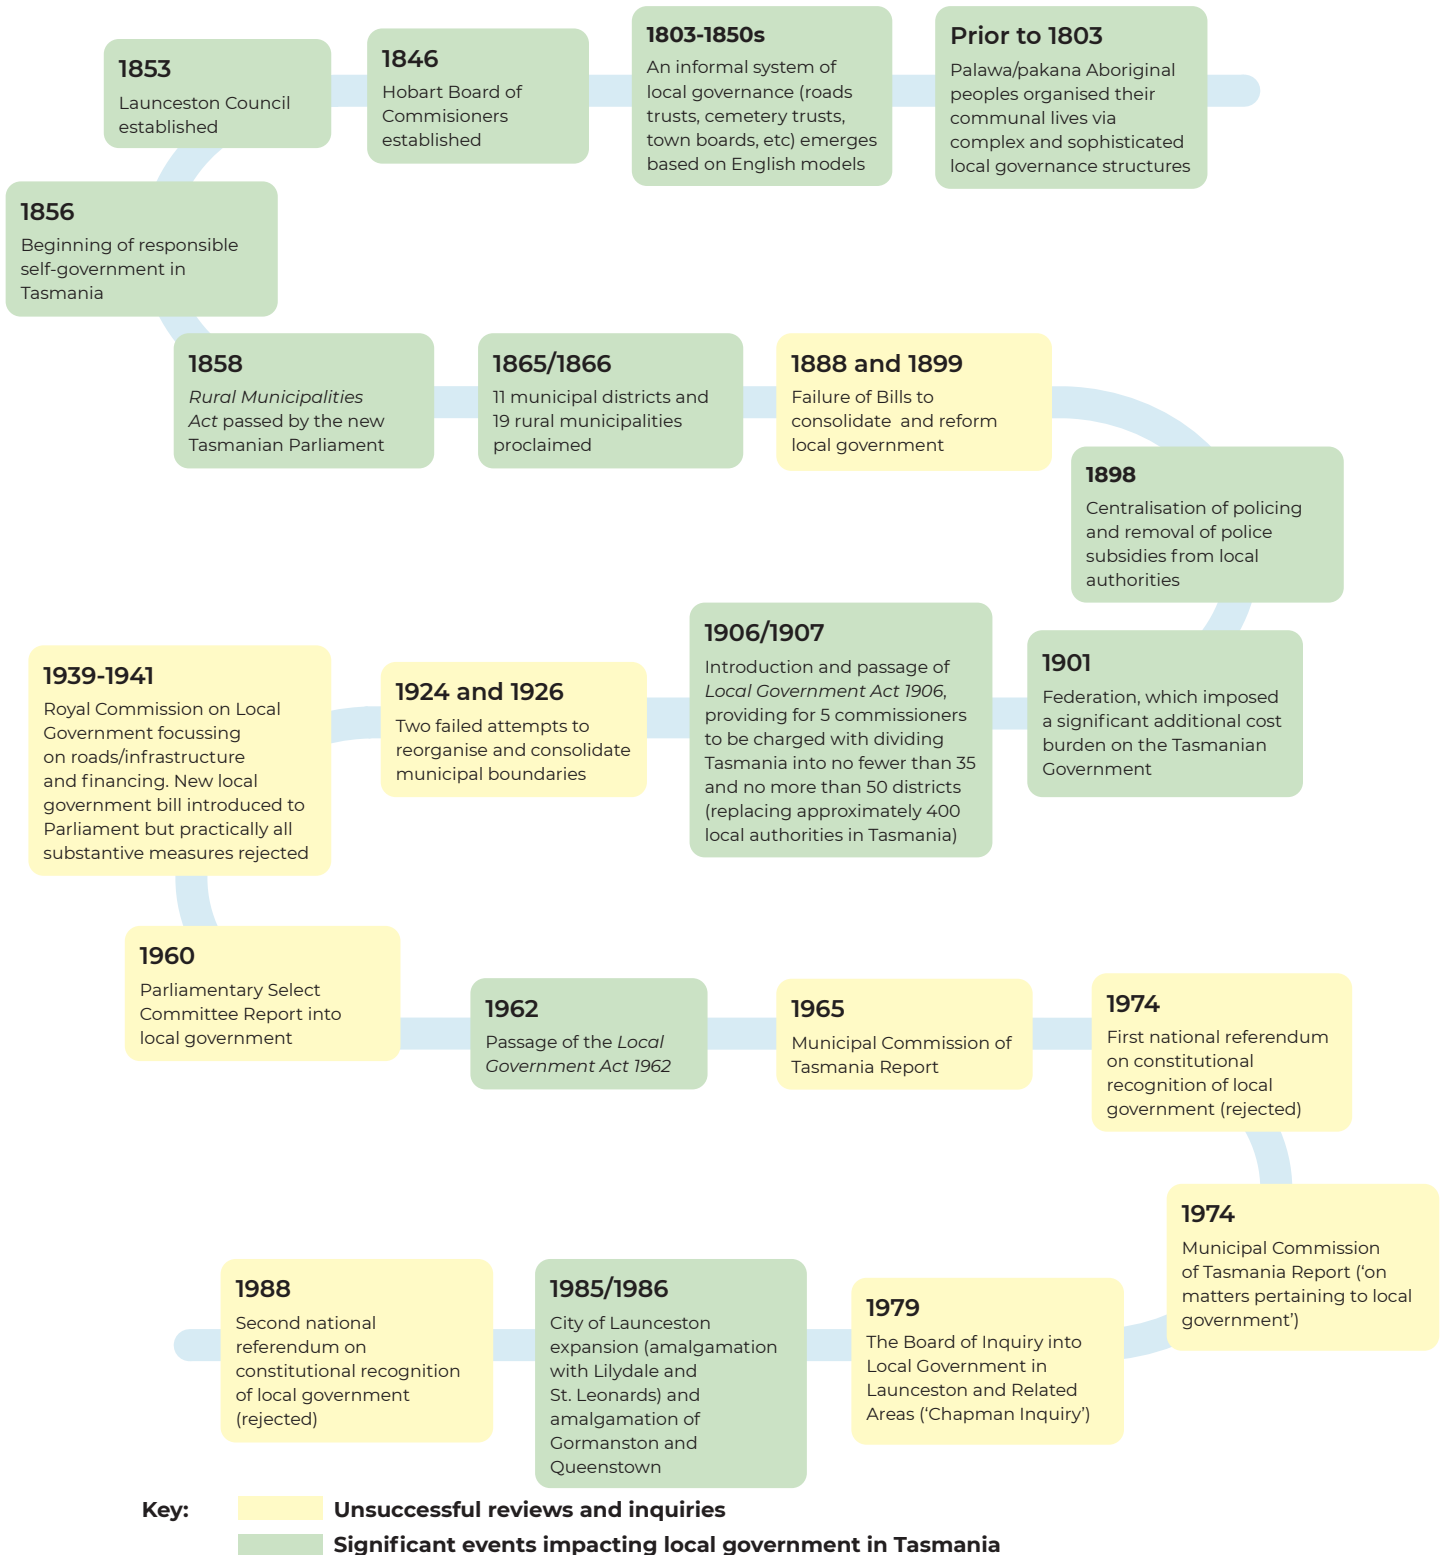 Prior to 1803
Palawa/pakana Aboriginal
peoples organised their
communal lives via
complex and sophisticated
local governance structures
1803-1850s
An informal system of
local governance (roads
trusts, cemetery trusts,
town boards, etc) emerges
based on English models
1846
Hobart Board of
Commisioners
established
1853
Launceston Council
established
1856
Beginning of responsible
self-government in
Tasmania
1858
Rural Municipalities
Act passed by the new
Tasmanian Parliament
1865/1866
11 municipal districts and
19 rural municipalities
proclaimed
1888 and 1899
Failure of Bills to
consolidate and reform
local government
1898
Centralisation of policing
and removal of police
subsidies from local
authorities
1901
Federation, which imposed
a significant additional cost
burden on the Tasmanian
Government
1906/1907
Introduction and passage of
Local Government Act 1906,
providing for 5 commissioners
to be charged with dividing
Tasmania into no fewer than 35
and no more than 50 districts
(replacing approximately 400
local authorities in Tasmania)
1924 and 1926
Two failed attempts to
reorganise and consolidate
municipal boundaries
1939-1941
Royal Commission on Local
Government focussing
on roads/infrastructure
and financing. New local
government bill introduced to
Parliament but practically all
substantive measures rejected
1960
Parliamentary Select
Committee Report into
local government
1962
Passage of the Local
Government Act 1962
1965
Municipal Commission of
Tasmania Report
1974
First national referendum
on constitutional
recognition of local
government (rejected)
1974
Municipal Commission
of Tasmania Report (‘on
matters pertaining to local
government’)
1979
The Board of Inquiry into
Local Government in
Launceston and Related
Areas (‘Chapman Inquiry’)
1985/1986
City of Launceston
expansion (amalgamation
with Lilydale and
St. Leonards) and
amalgamation of
Gormanston and
Queenstown
1988
Second national
referendum on
constitutional recognition
of local government
(rejected)
Key:
Unsuccessful reviews and inquiries
Significant events impacting local government in Tasmania